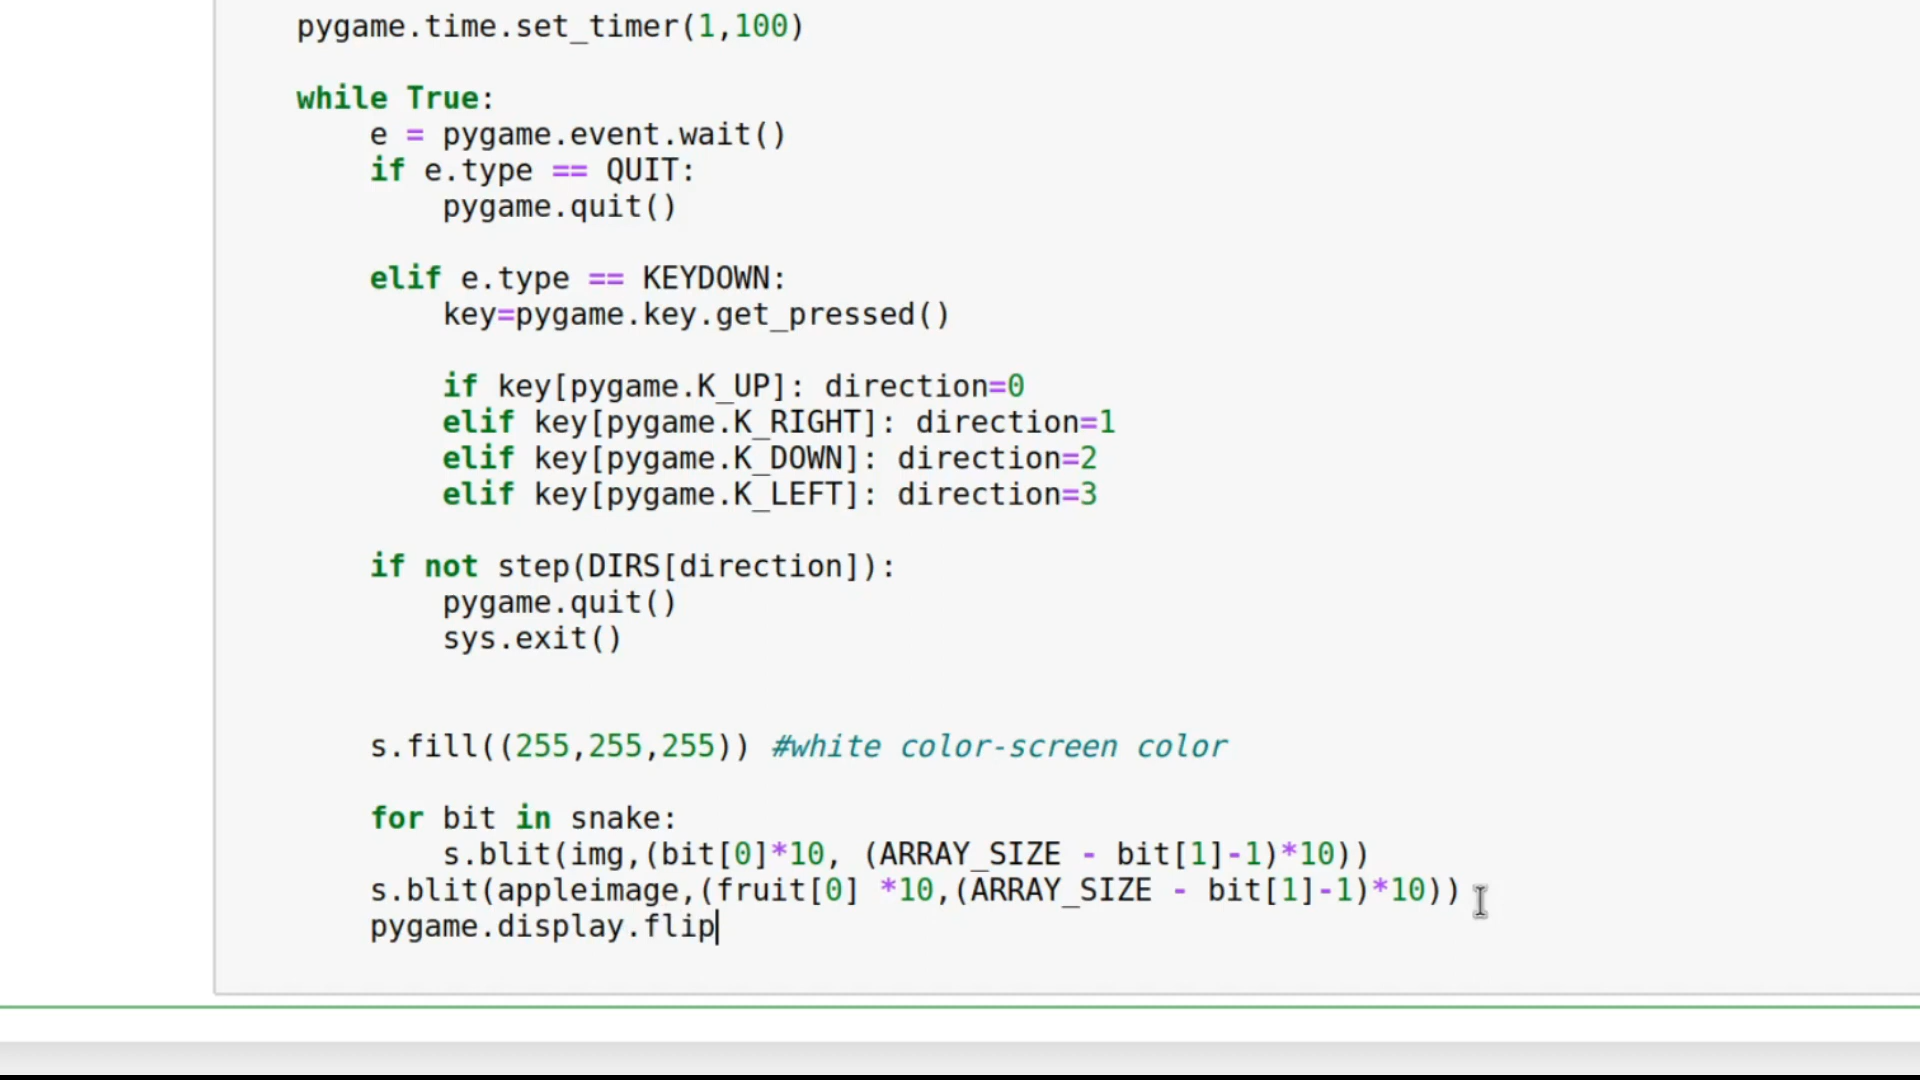 pygame.time.set_timer(1,100)
while True:
e = pygame.event.wait()
if e.type == QUIT:
pygame.quit()
elif e.type == KEYDOWN:
key=pygame.key.get_pressed()
if key[pygame.K_UP]: direction=0
elif key[pygame.K_RIGHT]: direction=1
elif key[pygame.K_DOWN]: direction=2
elif key[pygame.K_LEFT]: direction=3
if not step(DIRS[direction]):
pygame.quit()
sys.exit()
s.fill((255,255,255)) #white color-screen color
for bit in snake:
s.blit(img,(bit[0]*10, (ARRAY_SIZE - bit[1]-1)*10))
s.blit(appleimage,(fruit[0] *10,(ARRAY_SIZE - bit[1]-1)*10))
pygame.display.flip